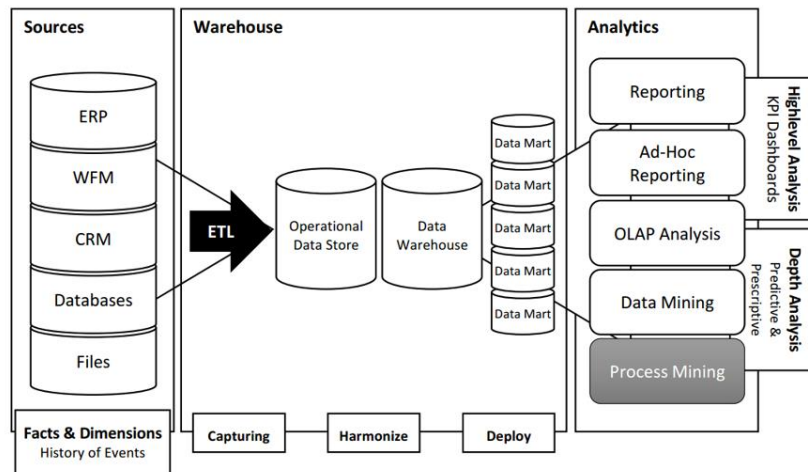 Sources
ERP
WFM
CRM
Databases
Files
Facts & Dimensions
History of Events
Warehouse
ETL
Operational
Data Store
Data
Warehouse
Data Mart
Data Mart
Data Mart
Data Mart
Data Mart
Capturing
Harmonize
Deploy
Analytics
Reporting
Ad-Hoc
Reporting
OLAP Analysis
Data Mining
Process Mining
Highlevel Analysis
KPI Dashboards
Depth Analysis
Predictive &
Prescriptive